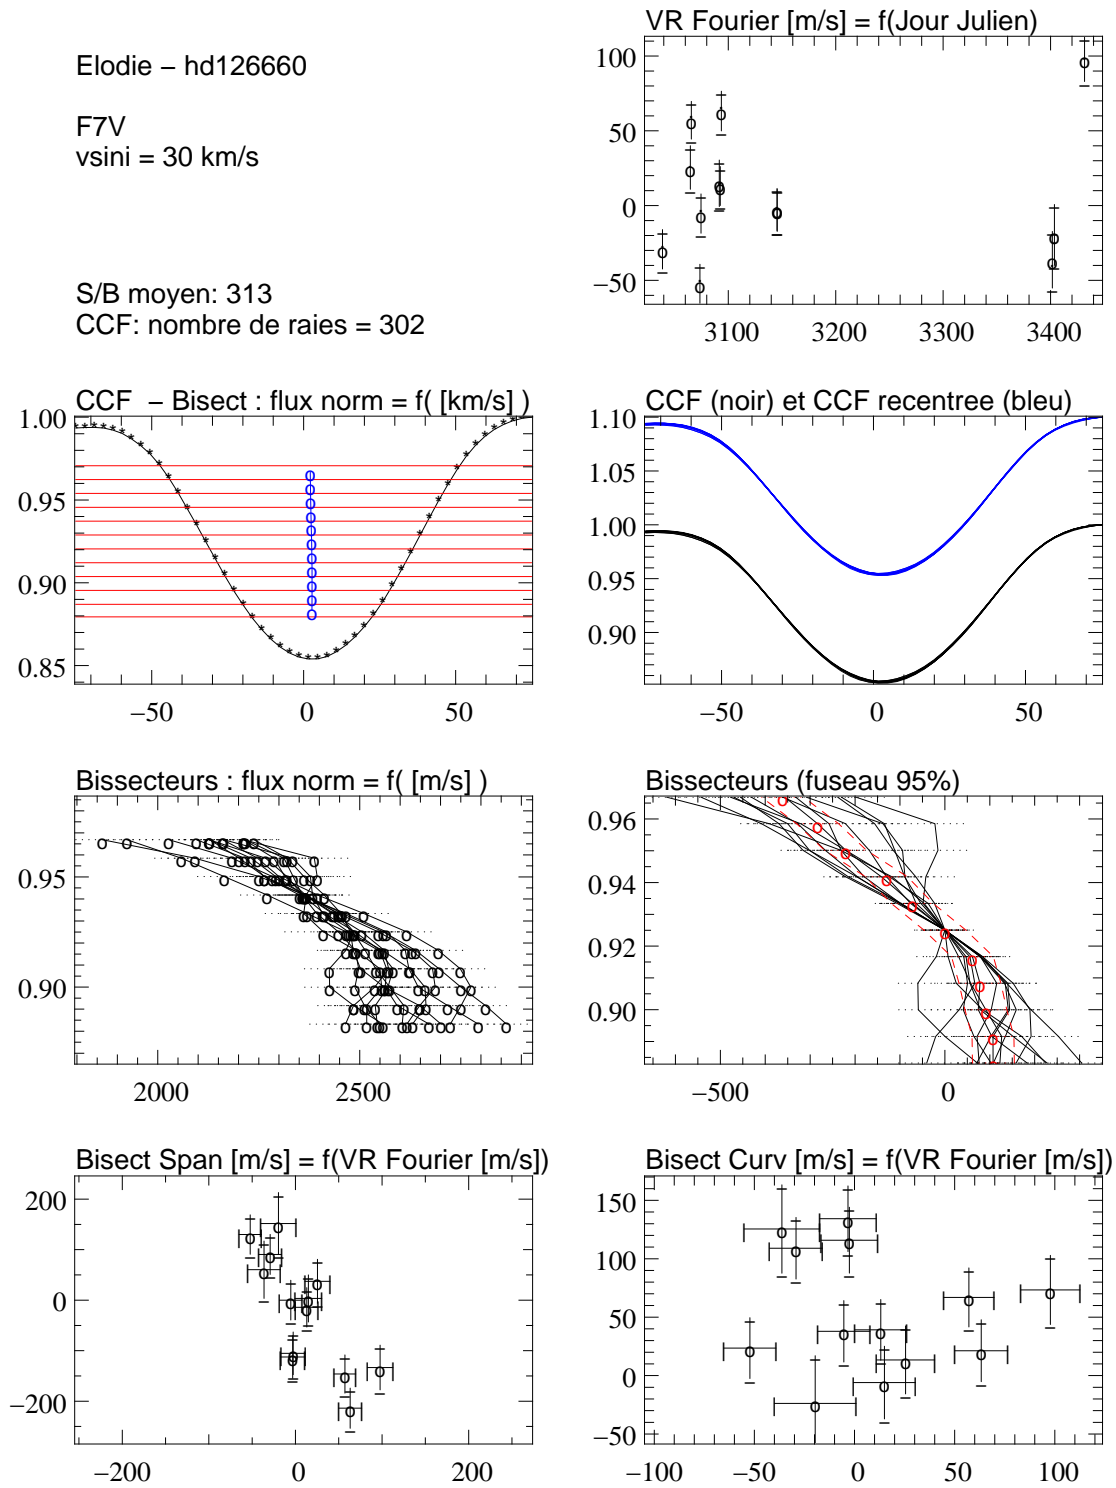 VR Fourier [m/s] = f(Jour Julien)
Elodie – hd126660
F7V
vsini = 30 km/s
S/B moyen: 313
CCF: nombre de raies = 302
100
50
0
−50
3100 3200 3300 3400
CCF – Bisect : flux norm = f( [km/s] )
1.00
0.95
0.90
0.85
−50 0 50
CCF (noir) et CCF recentree (bleu)
1.10
1.05
1.00
0.95
0.90
−50 0 50
Bissecteurs : flux norm = f( [m/s] )
0.95
0.90
2000 2500
Bissecteurs (fuseau 95%)
0.96
0.94
0.92
0.90
−500 0
Bisect Span [m/s] = f(VR Fourier [m/s])
200
0
−200
−200 0 200
Bisect Curv [m/s] = f(VR Fourier [m/s])
150
100
50
0
−50
−100 −50 0 50 100